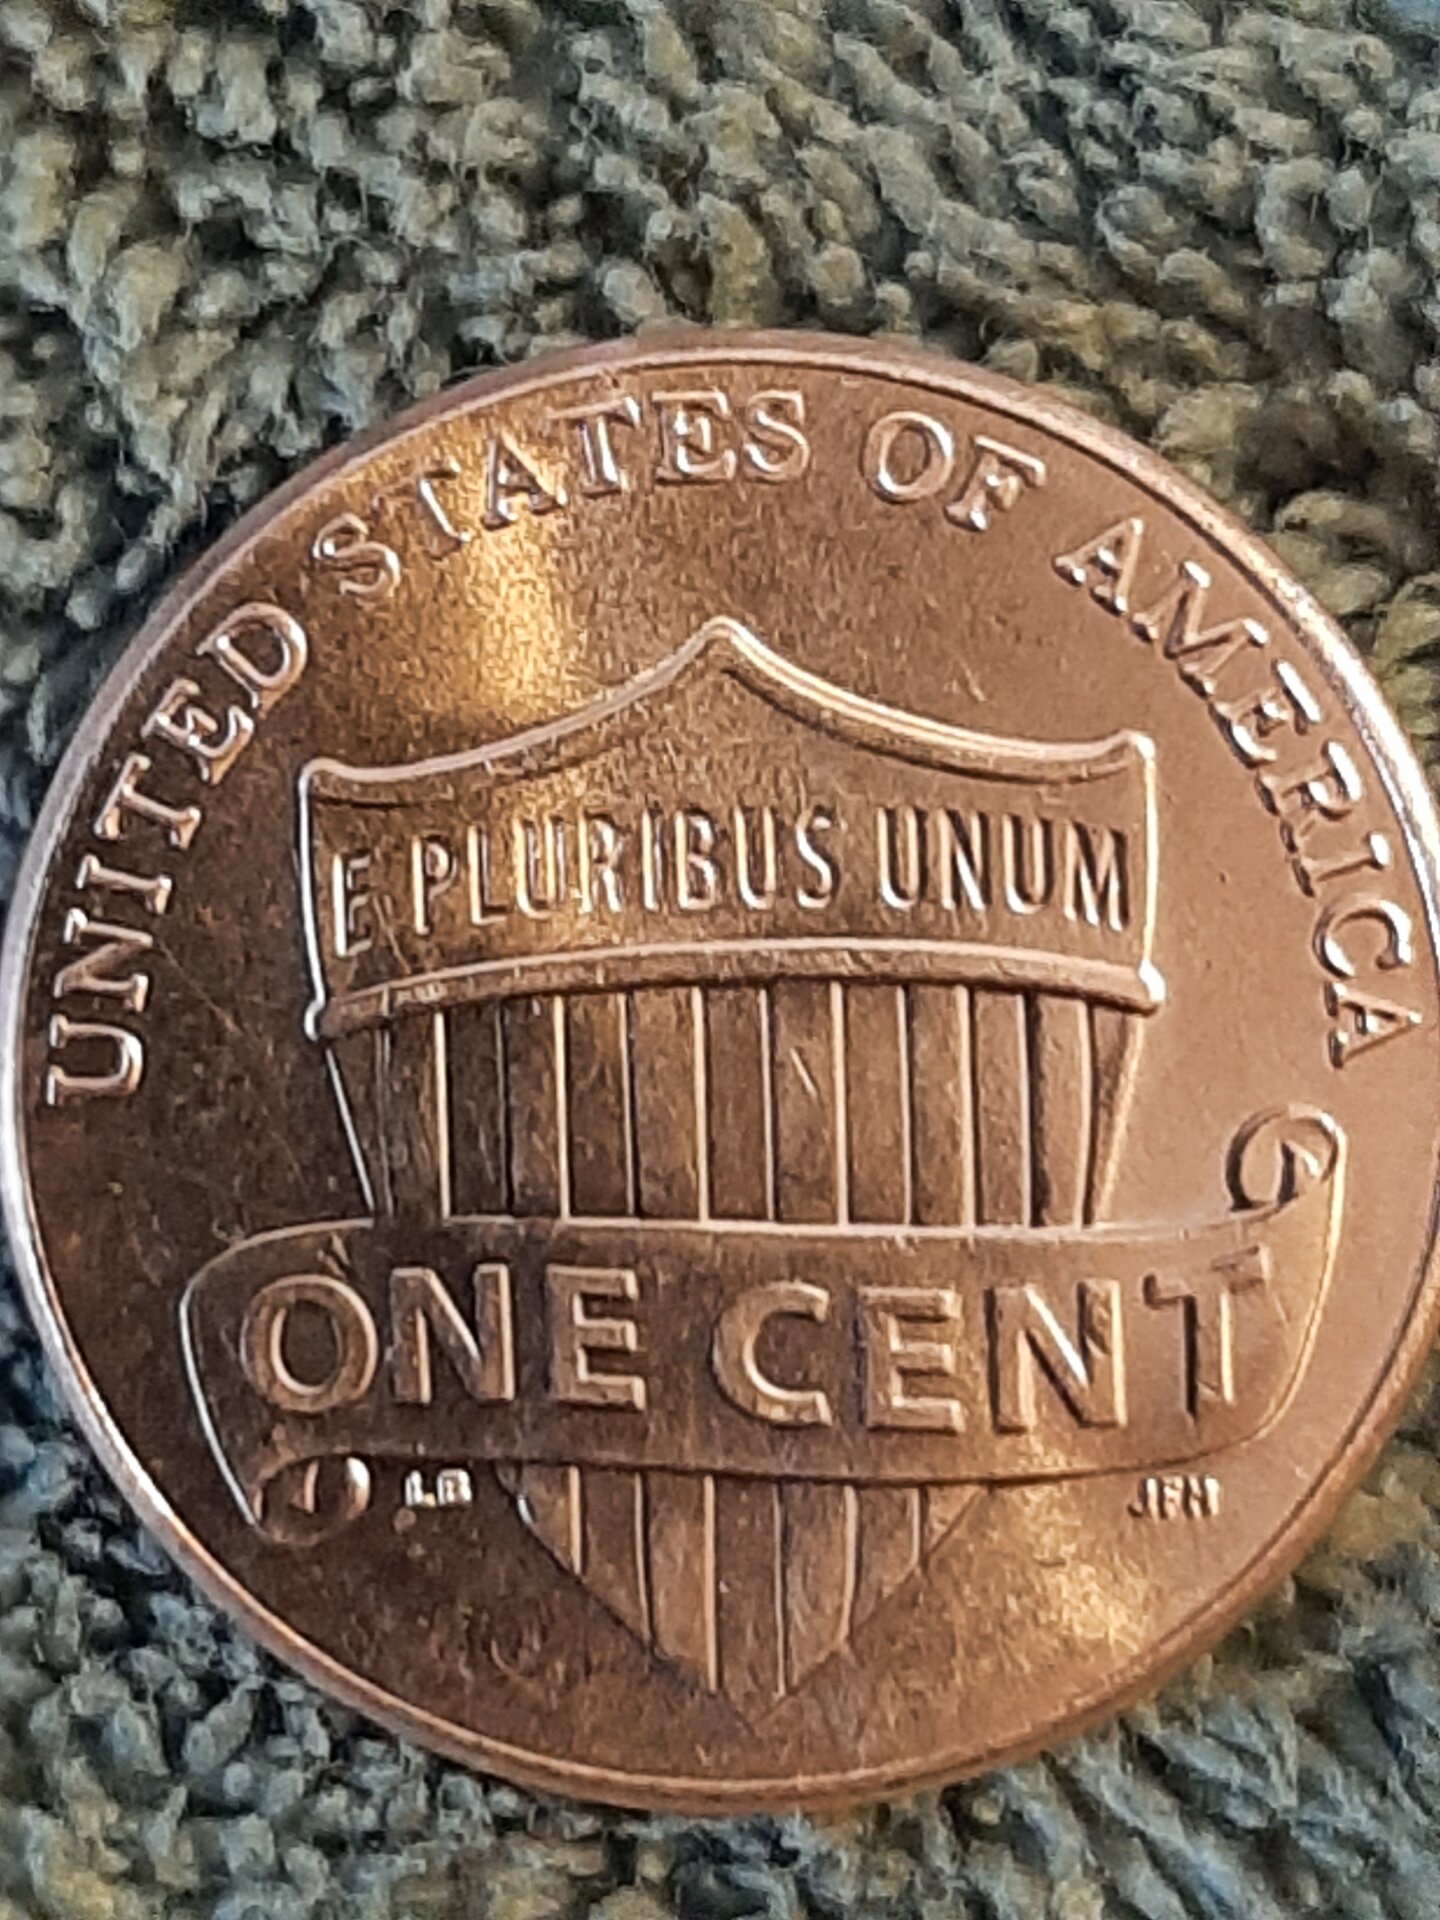 UNITED STATES OF AMERICA
E PLURIBUS UNUM
ONE CENT
LB JFM